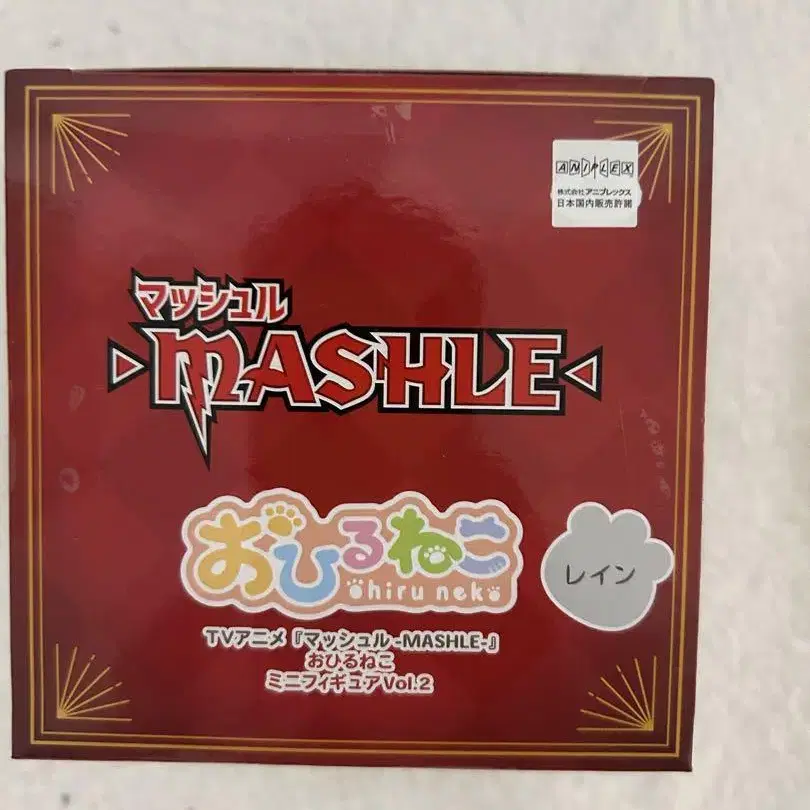 ANIPLEX
株式会社アニプレックス
日本国内販売許諾
マッシュル
MASHLE
おひるねこ
Ohiru neko
レイン
TVアニメ『マッシュル-MASHLE-』
おひるねこ
ミニフィギュアVol.2